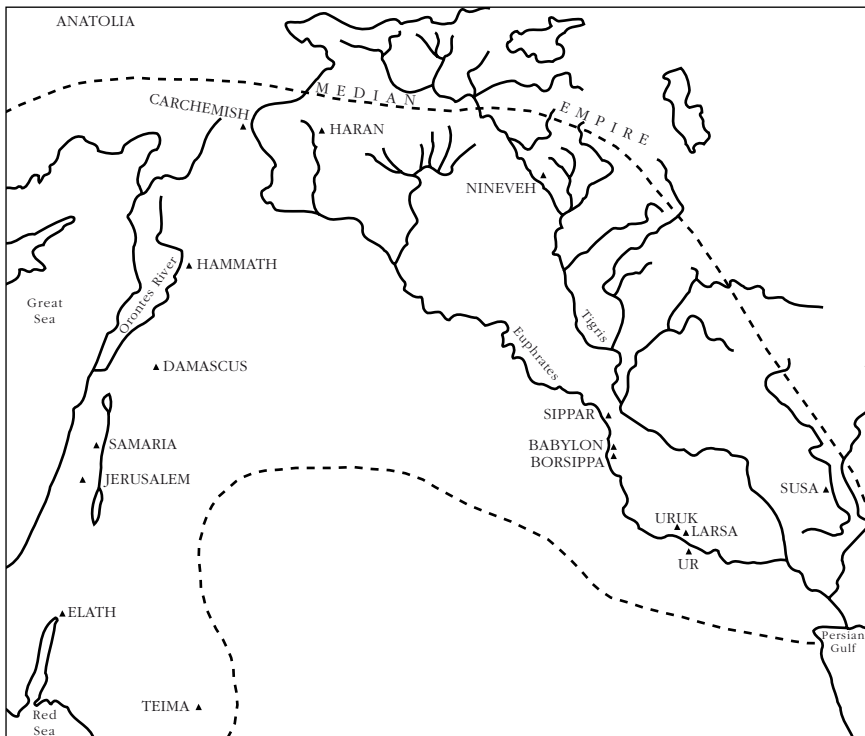 ANATOLIA
MEDIAN EMPIRE
CARCHEMISH
HARAN
NINEVEH
HAMMATH
Orontes River
Great
Sea
Tigris
Euphrates
DAMASCUS
SIPPAR
SAMARIA
BABYLON
BORSIPPA
JERUSALEM
SUSA
URUK
LARSA
UR
ELATH
Persian
Gulf
TEIMA
Red
Sea